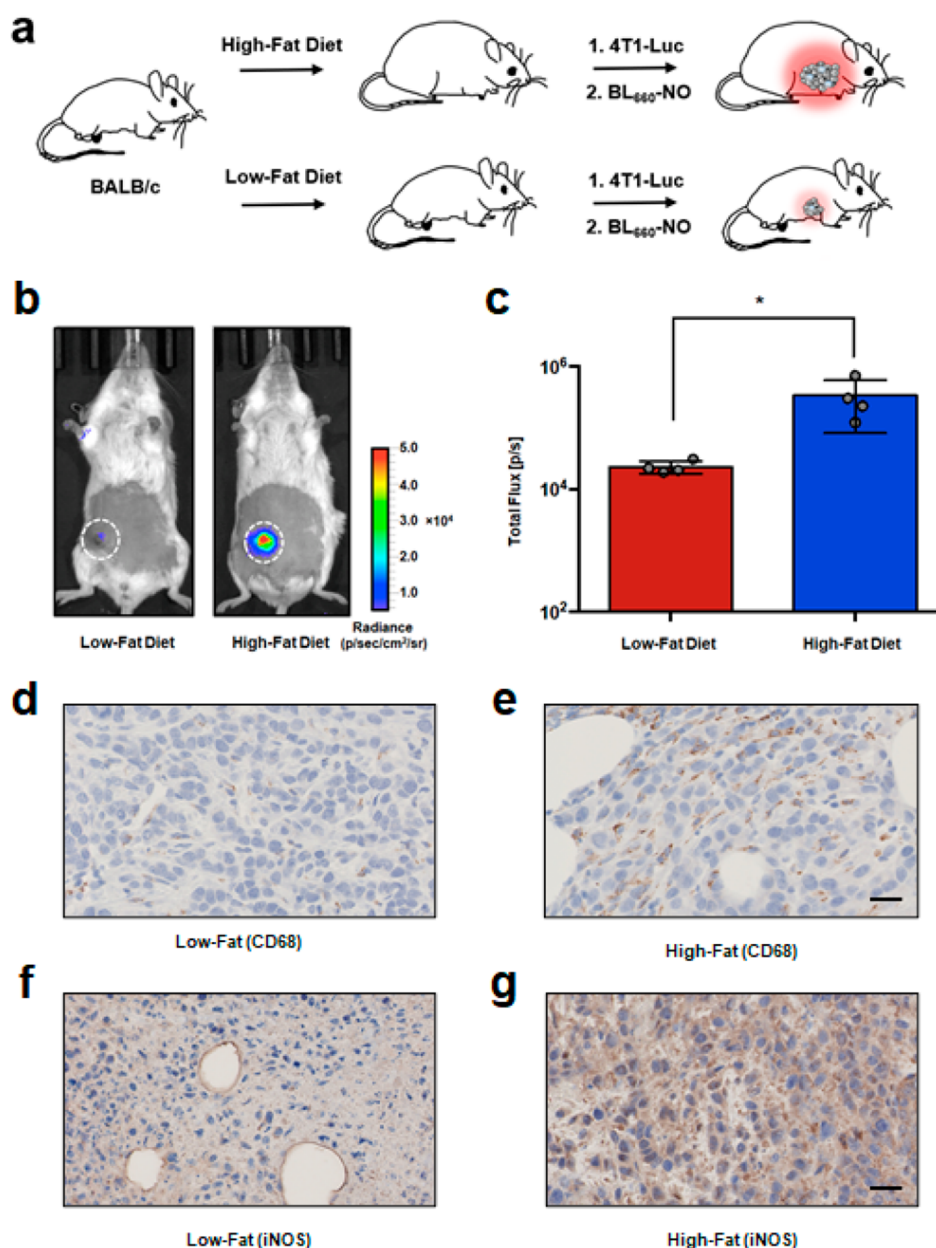 a
High-Fat Diet
1. 4T1-Luc
2. BL₆₆₀-NO
BALB/c
Low-Fat Diet
1. 4T1-Luc
2. BL₆₆₀-NO
b
5.0
4.0
3.0
2.0
1.0
×10⁴
Radiance
(p/sec/cm²/sr)
Low-Fat Diet
High-Fat Diet
c
*
Total Flux [p/s]
10⁶
10⁴
10²
Low-Fat Diet
High-Fat Diet
d
Low-Fat (CD68)
e
High-Fat (CD68)
f
Low-Fat (iNOS)
g
High-Fat (iNOS)